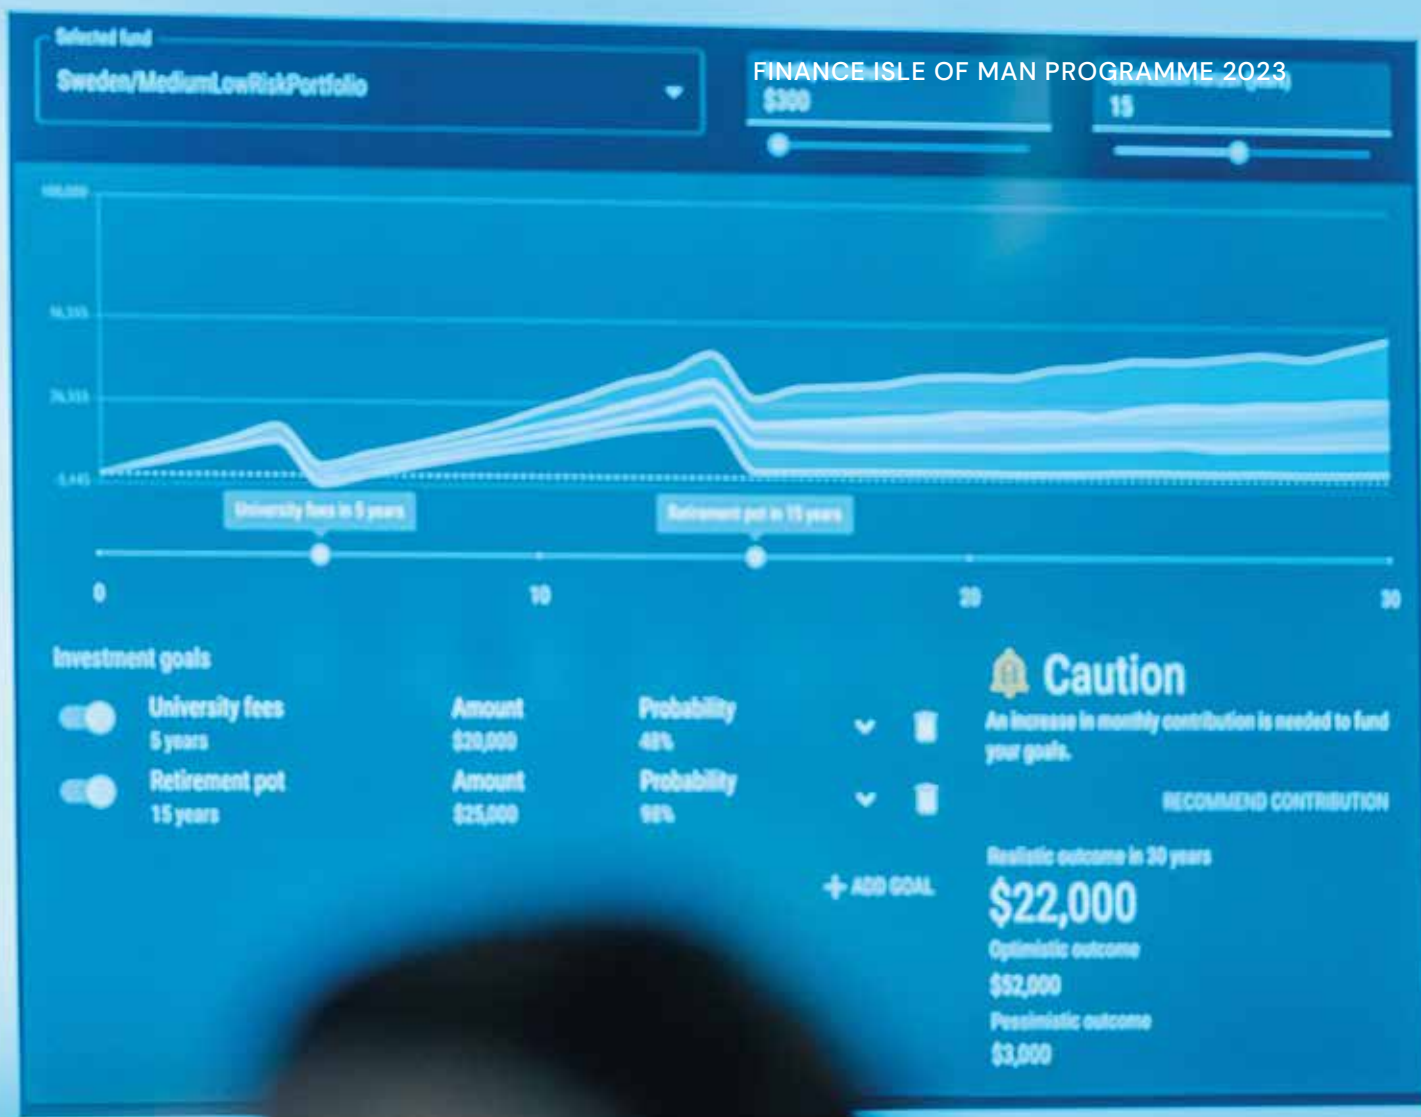 Selected fund
Sweden/MediumLowRiskPortfolio
FINANCE ISLE OF MAN PROGRAMME 2023
$300
15
100,000
-5,445
University fees in 5 years
Retirement pot in 15 years
0
10
20
30
Investment goals
University fees
Amount
Probability
5 years
$20,000
48%
Retirement pot
Amount
Probability
15 years
$25,000
98%
+ ADD GOAL
Caution
An increase in monthly contribution is needed to fund
your goals.
RECOMMEND CONTRIBUTION
Realistic outcome in 30 years
$22,000
Optimistic outcome
$52,000
Pessimistic outcome
$3,000